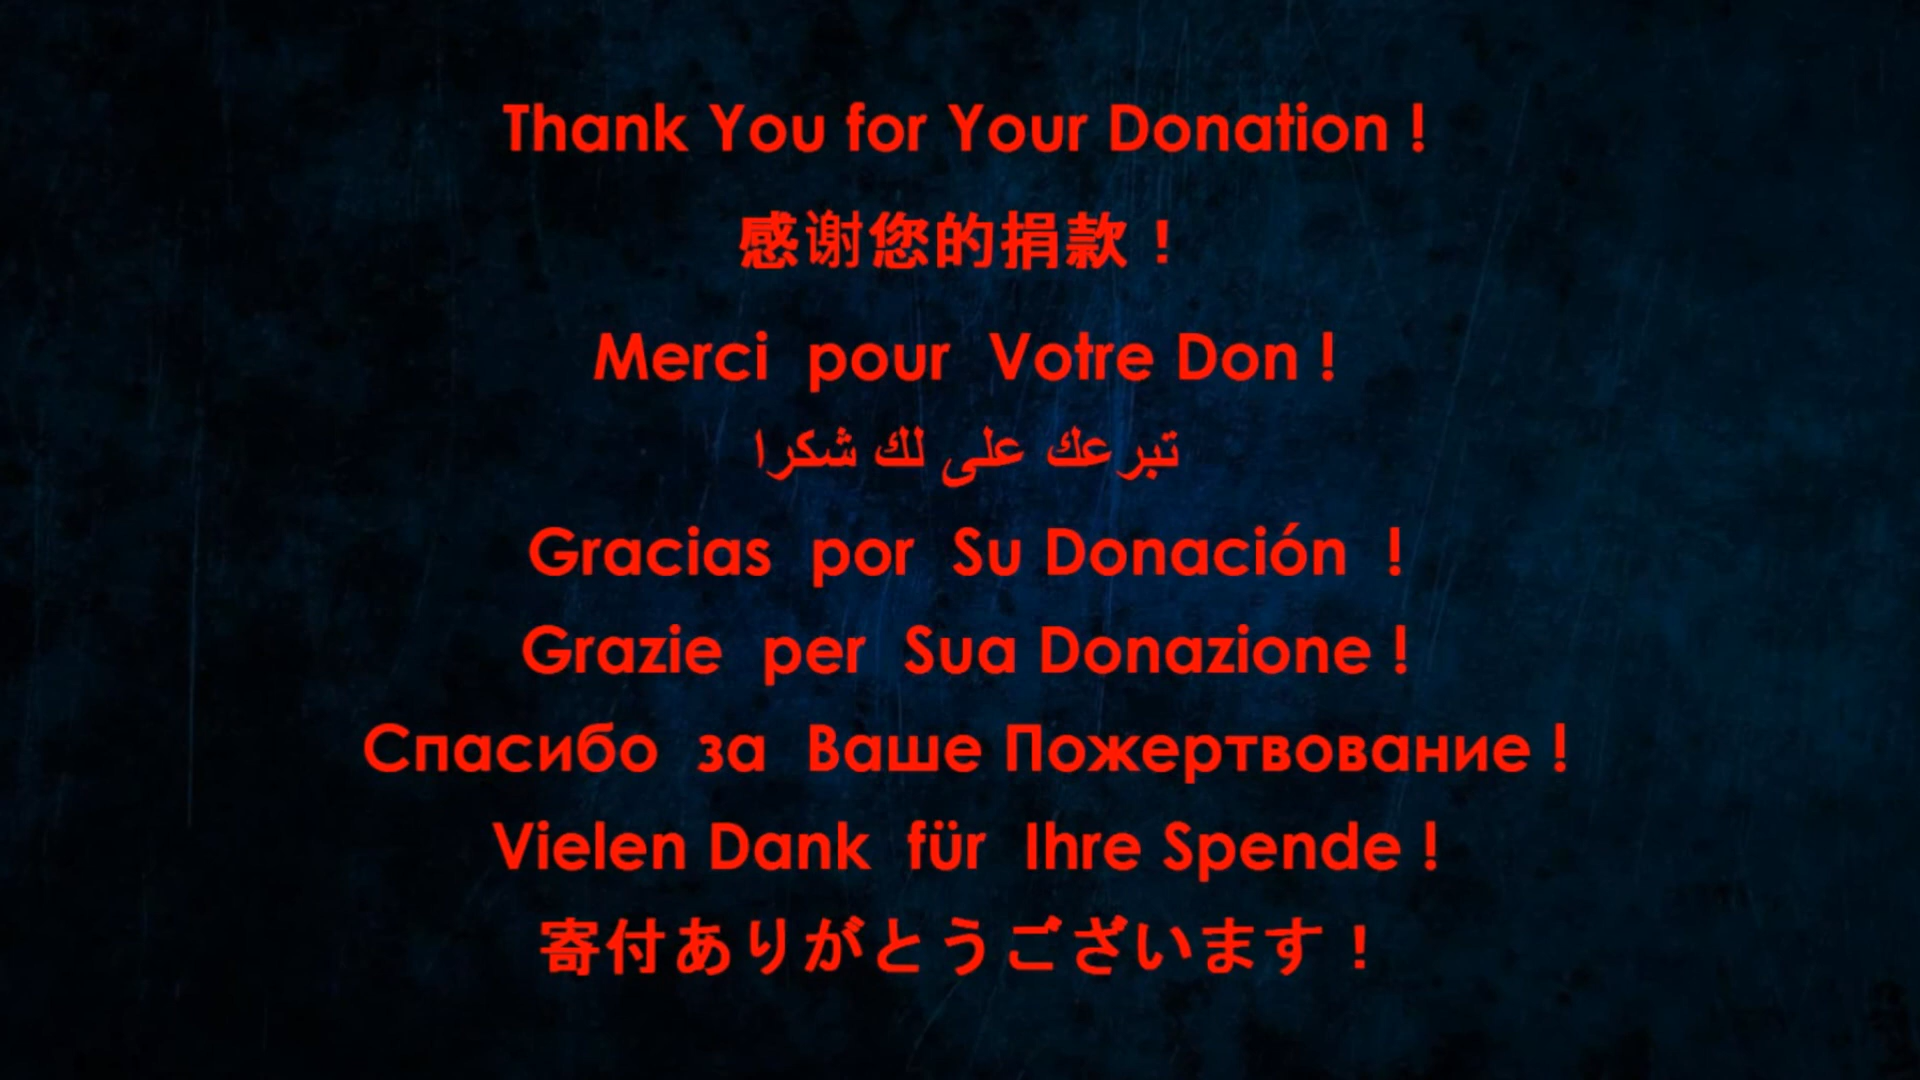 Thank You for Your Donation !
感谢您的捐款！
Merci pour Votre Don !
تبرعك على لك شكرا
Gracias por Su Donación !
Grazie per Sua Donazione !
Спасибо за Ваше Пожертвование !
Vielen Dank für Ihre Spende !
寄付ありがとうございます！